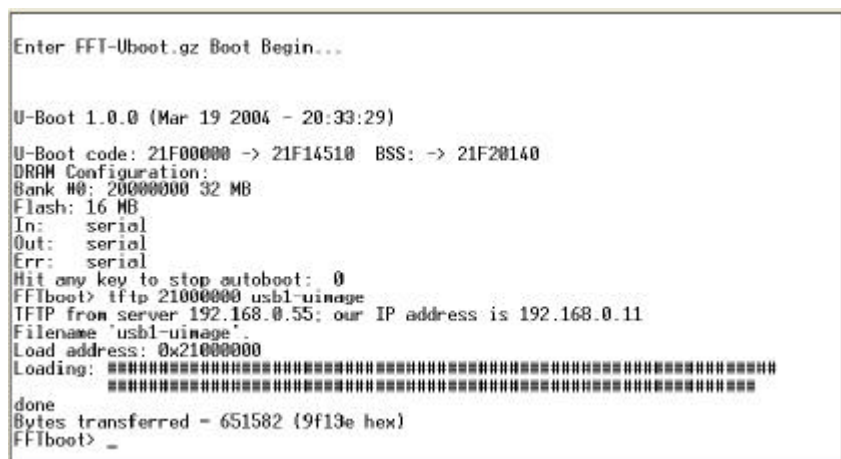 Enter FFT-Uboot.gz Boot Begin...
U-Boot 1.0.0 (Mar 19 2004 - 20:33:29)
U-Boot code: 21F00000 -> 21F14510  BSS: -> 21F20140
DRAM Configuration:
Bank #0: 20000000 32 MB
Flash: 16 MB
In:    serial
Out:   serial
Err:   serial
Hit any key to stop autoboot:  0
FFTboot> tftp 21000000 usb1-uimage
TFTP from server 192.168.0.55; our IP address is 192.168.0.11
Filename 'usb1-uimage'.
Load address: 0x21000000
Loading: #################################################################
         ###############################################################
done
Bytes transferred = 651582 (9f13e hex)
FFTboot> _